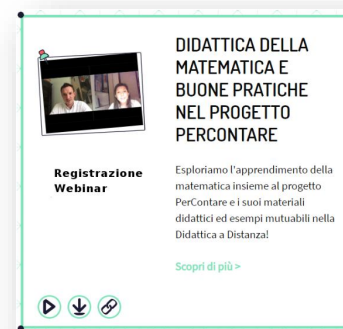 DIDATTICA DELLA
MATEMATICA E
BUONE PRATICHE
NEL PROGETTO
PERCONTARE
Registrazione
Webinar
Esploriamo l'apprendimento della
matematica insieme al progetto
PerContare e i suoi materiali
didattici ed esempi mutuabili nella
Didattica a Distanza!
Scopri di più >